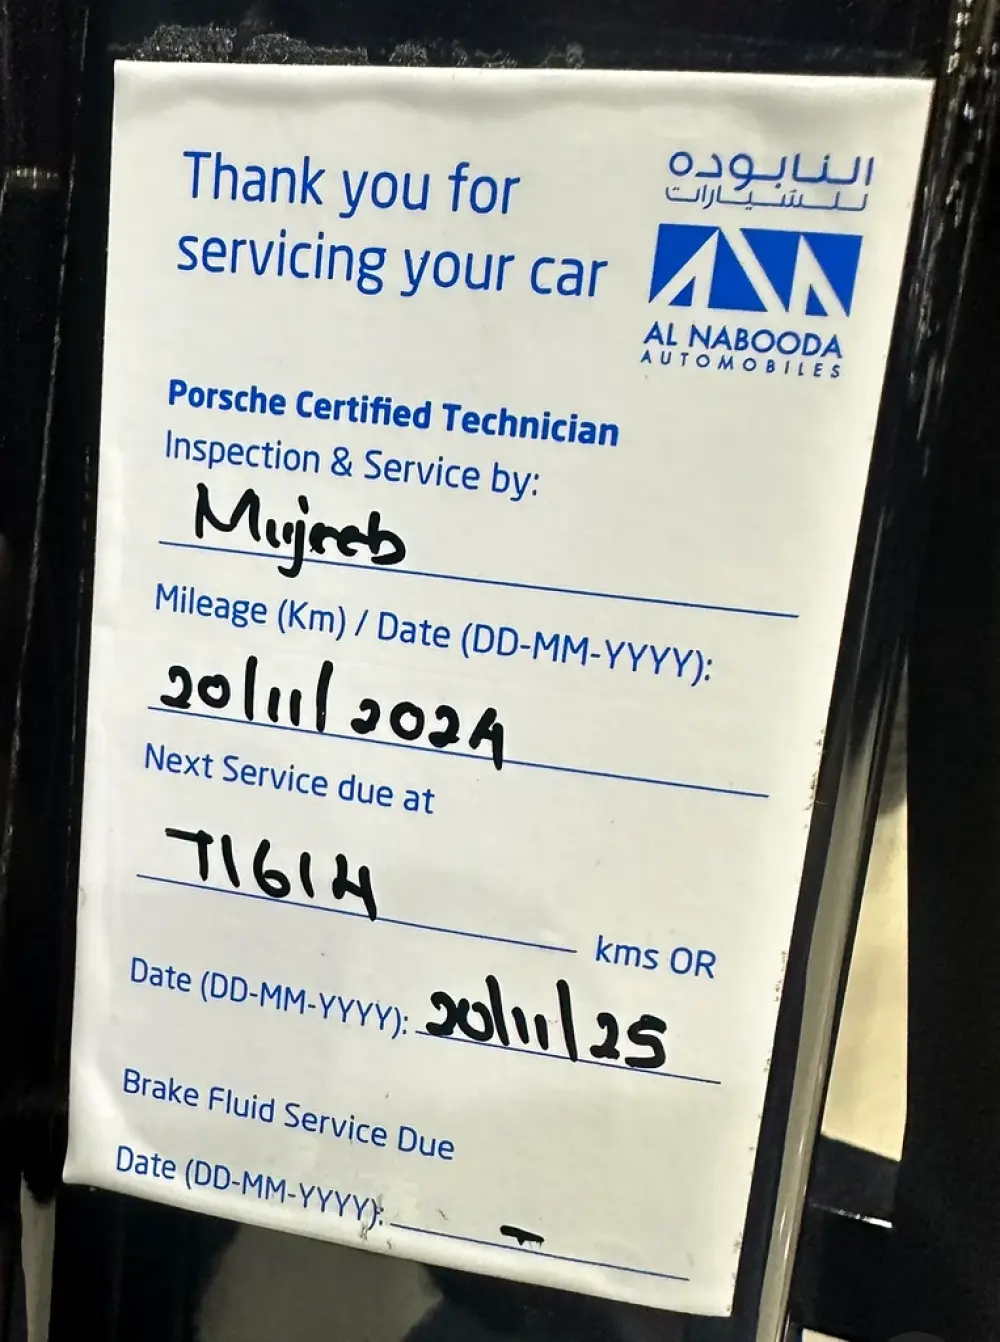 Thank you for
servicing your car
النابوده
للسيارات
AL NABOODA
AUTOMOBILES
Porsche Certified Technician
Inspection & Service by:
Mujeeb
Mileage (Km) / Date (DD-MM-YYYY):
20/11/2024
Next Service due at
71614
kms OR
Date (DD-MM-YYYY): 20/11/25
Brake Fluid Service Due
Date (DD-MM-YYYY): -